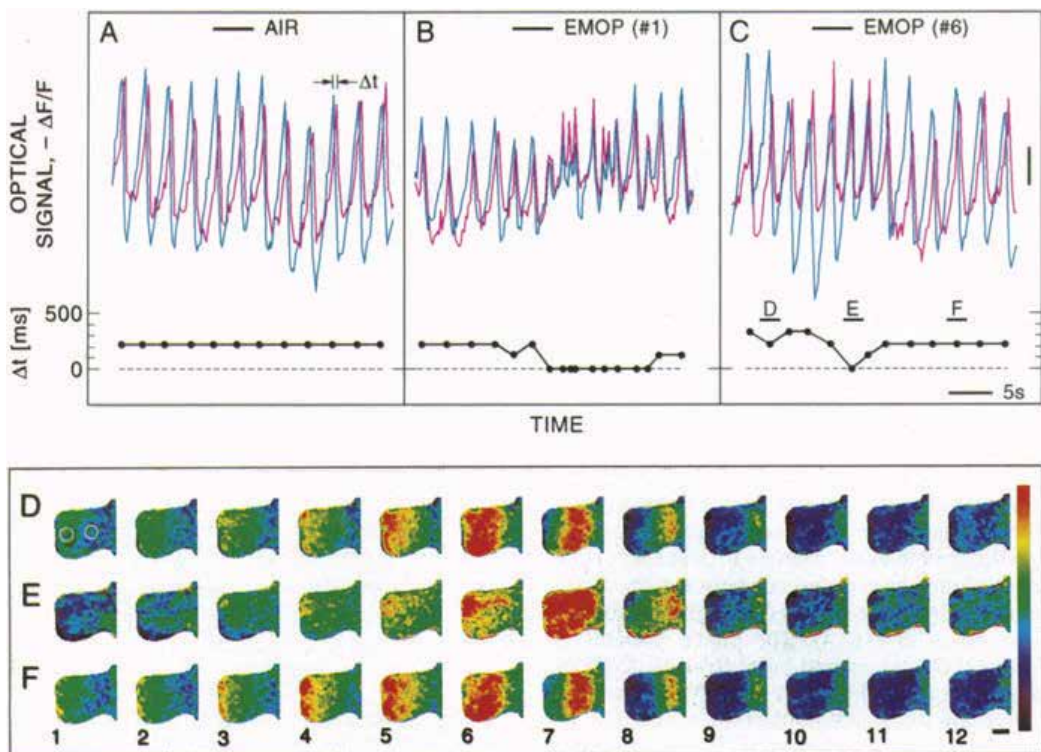 A AIR
B EMOP (#1)
C EMOP (#6)
Δt
OPTICAL
SIGNAL, – ΔF/F
Δt [ms]
500
0
D E F
5s
TIME
D
E
F
1 2 3 4 5 6 7 8 9 10 11 12